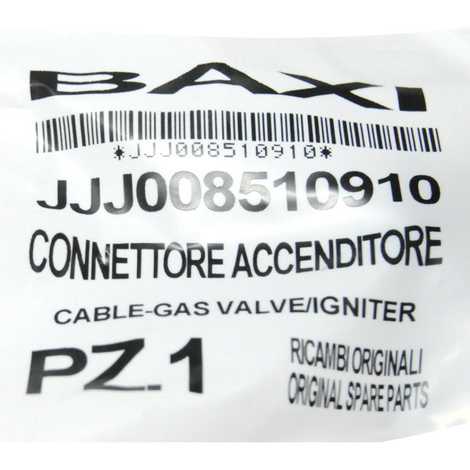 BAXI
*JJJ008510910*
JJJ008510910
CONNETTORE ACCENDITORE
CABLE-GAS VALVE/IGNITER
PZ.1
RICAMBI ORIGINALI
ORIGINAL SPARE PARTS